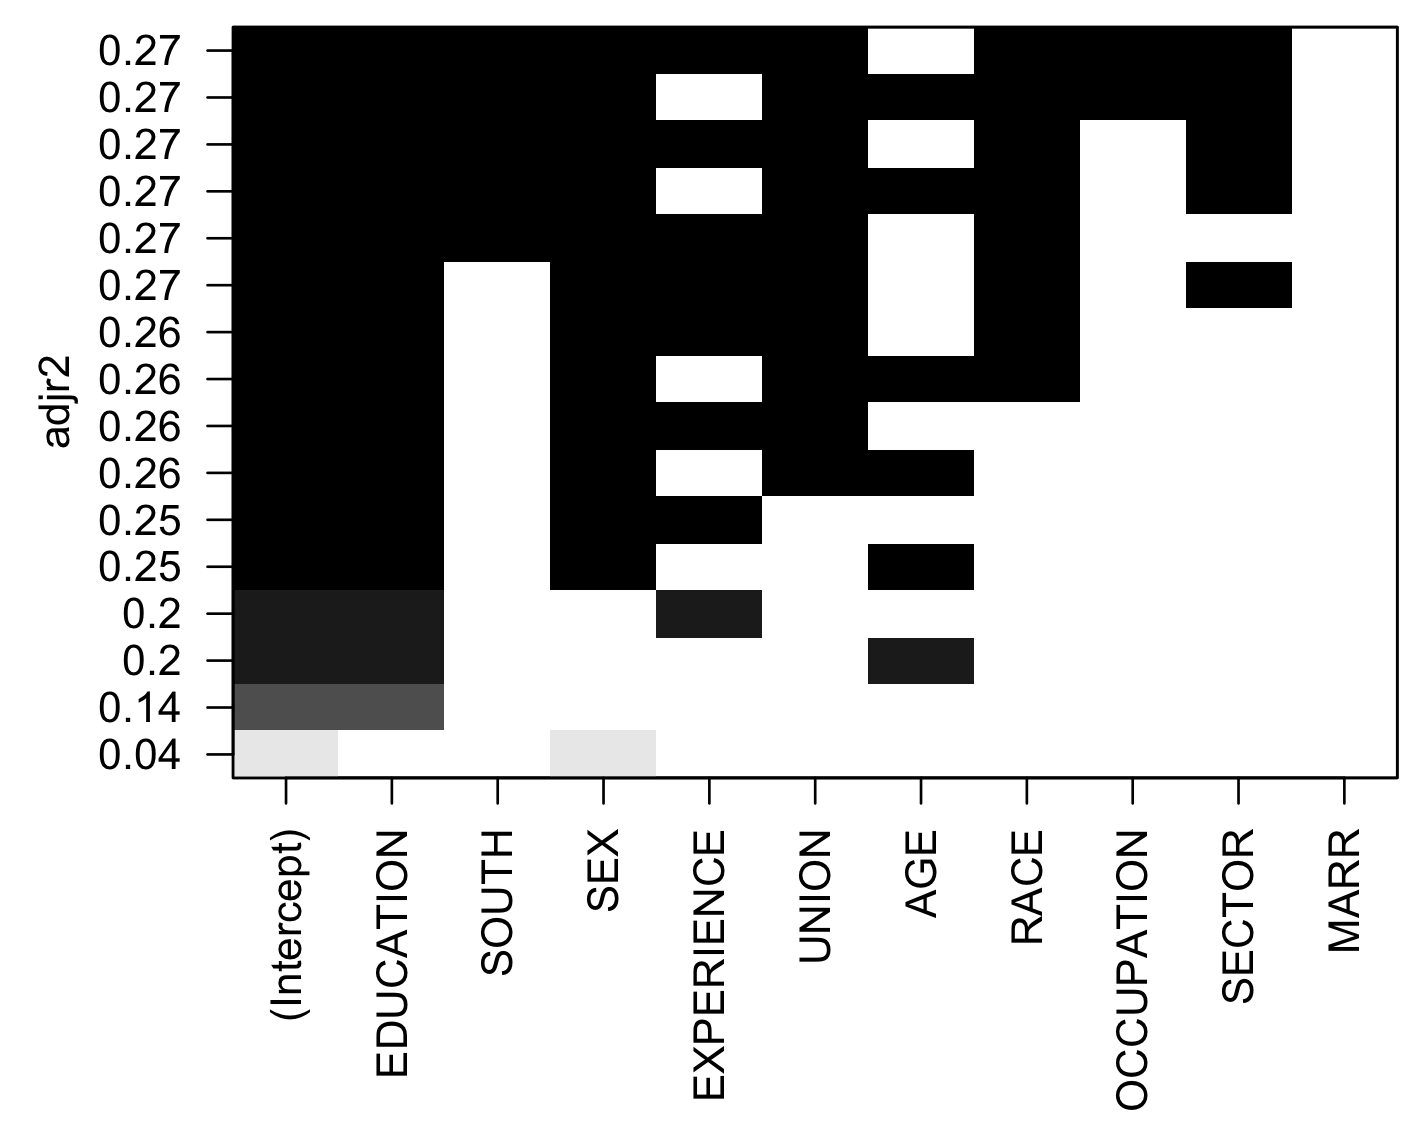 0.27
0.27
0.27
0.27
0.27
0.27
0.26
0.26
0.26
0.26
0.25
0.25
0.2
0.2
0.14
0.04
adjr2
(Intercept)
EDUCATION
SOUTH
SEX
EXPERIENCE
UNION
AGE
RACE
OCCUPATION
SECTOR
MARR